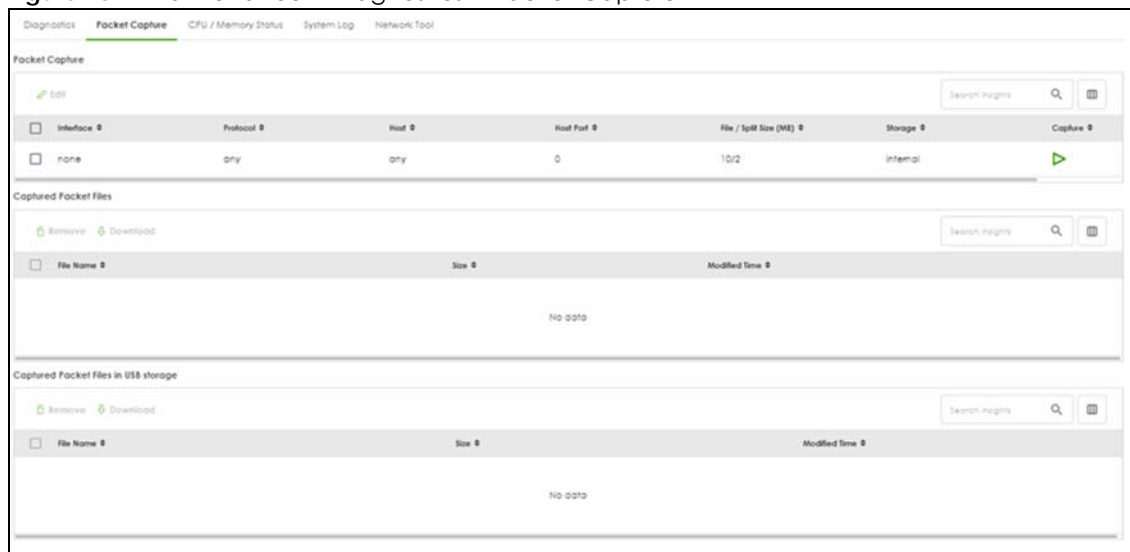 Diagnostics Packet Capture CPU / Memory Status System Log Network Tool
Packet Capture
Edit Search insights
Interface Protocol Host Host Port File / Split Size (MB) Storage Capture
none any any 0 10/2 internal
Captured Packet Files
Remove Download Search insights
File Name Size Modified Time
No data
Captured Packet Files in USB storage
Remove Download Search insights
File Name Size Modified Time
No data